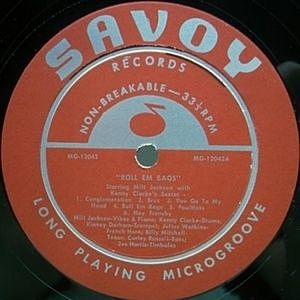 SAVOY
RECORDS
NON-BREAKABLE — 33⅓ RPM
MG-12042 MG-12042A
"ROLL EM BAGS"
Starring Milt Jackson with
Kenny Clarke's Sextet -
1. Conglomeration 2. Bruz 3. You Go To My
Head 4. Roll Em Bags 5. Faultless
6. Hey Frenchy
Milt Jackson-Vibes & Piano; Kenny Clarke-Drums,
Kinney Dorham-Trumpet; Julius Watkins-
French Horn; Billy Mitchell-
Tenor; Curley Russell-Bass;
Joe Harris-Timbales
LONG PLAYING MICROGROOVE